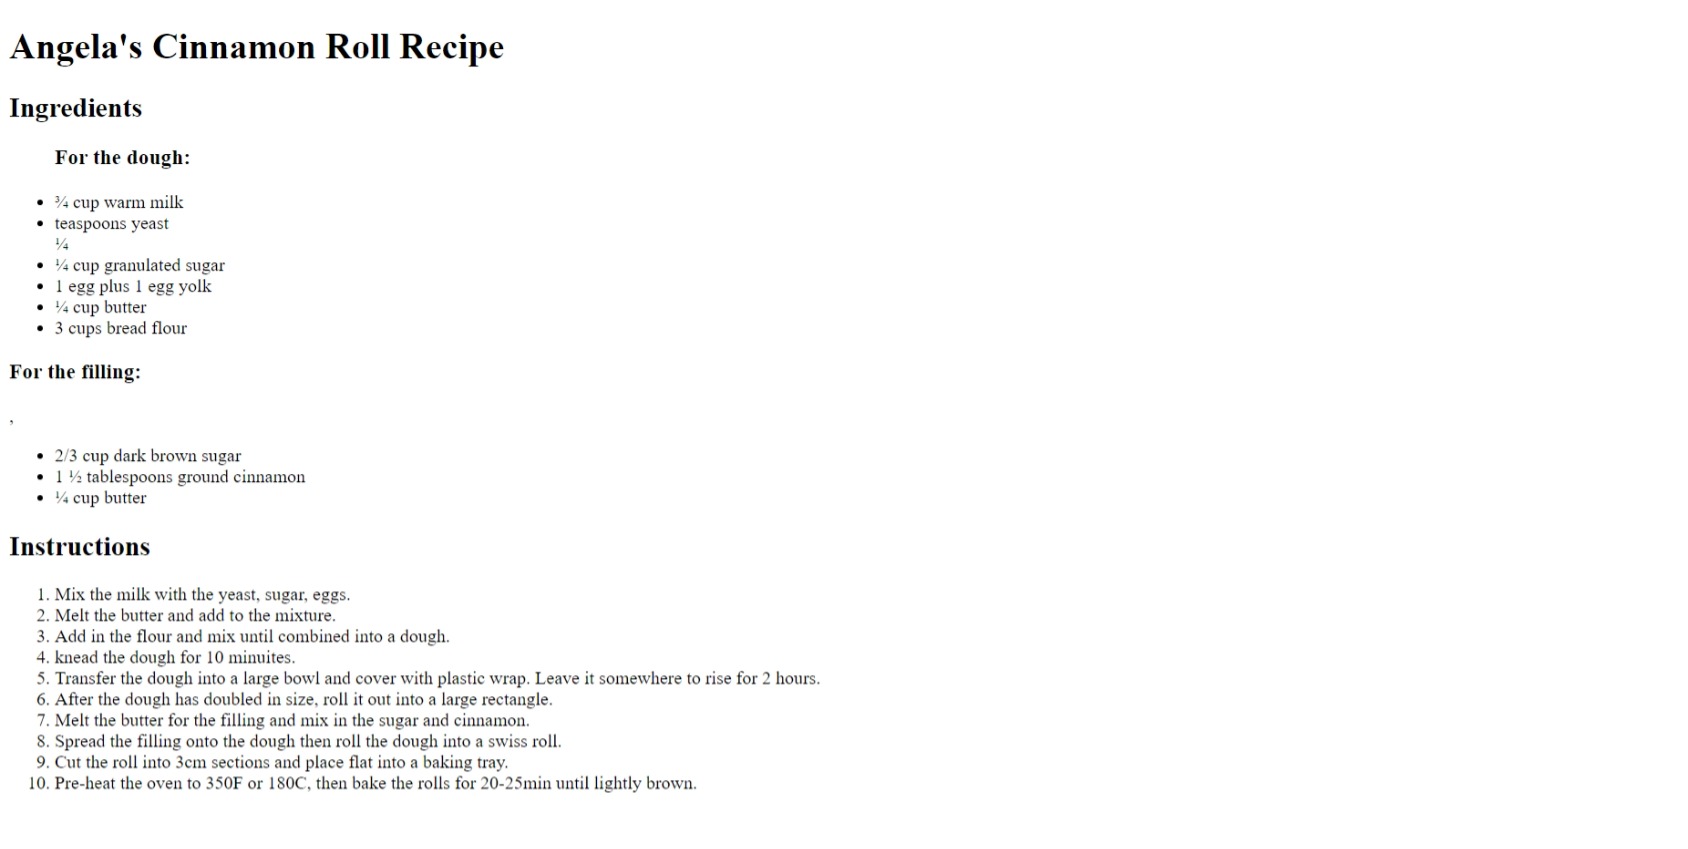 Angela's Cinnamon Roll Recipe
Ingredients
For the dough:
• ¾ cup warm milk
• teaspoons yeast
¼
• ¼ cup granulated sugar
• 1 egg plus 1 egg yolk
• ¼ cup butter
• 3 cups bread flour
For the filling:
,
• 2/3 cup dark brown sugar
• 1 ½ tablespoons ground cinnamon
• ¼ cup butter
Instructions
1. Mix the milk with the yeast, sugar, eggs.
2. Melt the butter and add to the mixture.
3. Add in the flour and mix until combined into a dough.
4. knead the dough for 10 minuites.
5. Transfer the dough into a large bowl and cover with plastic wrap. Leave it somewhere to rise for 2 hours.
6. After the dough has doubled in size, roll it out into a large rectangle.
7. Melt the butter for the filling and mix in the sugar and cinnamon.
8. Spread the filling onto the dough then roll the dough into a swiss roll.
9. Cut the roll into 3cm sections and place flat into a baking tray.
10. Pre-heat the oven to 350F or 180C, then bake the rolls for 20-25min until lightly brown.